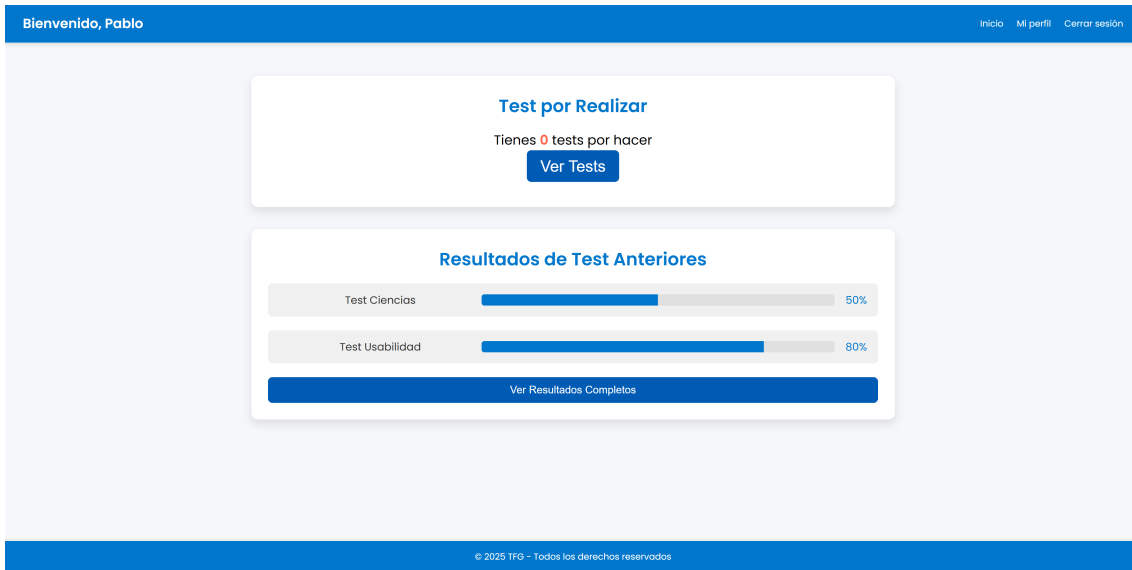 Bienvenido, Pablo
Inicio Mi perfil Cerrar sesión
Test por Realizar
Tienes 0 tests por hacer
Ver Tests
Resultados de Test Anteriores
Test Ciencias 50%
Test Usabilidad 80%
Ver Resultados Completos
© 2025 TFG - Todos los derechos reservados